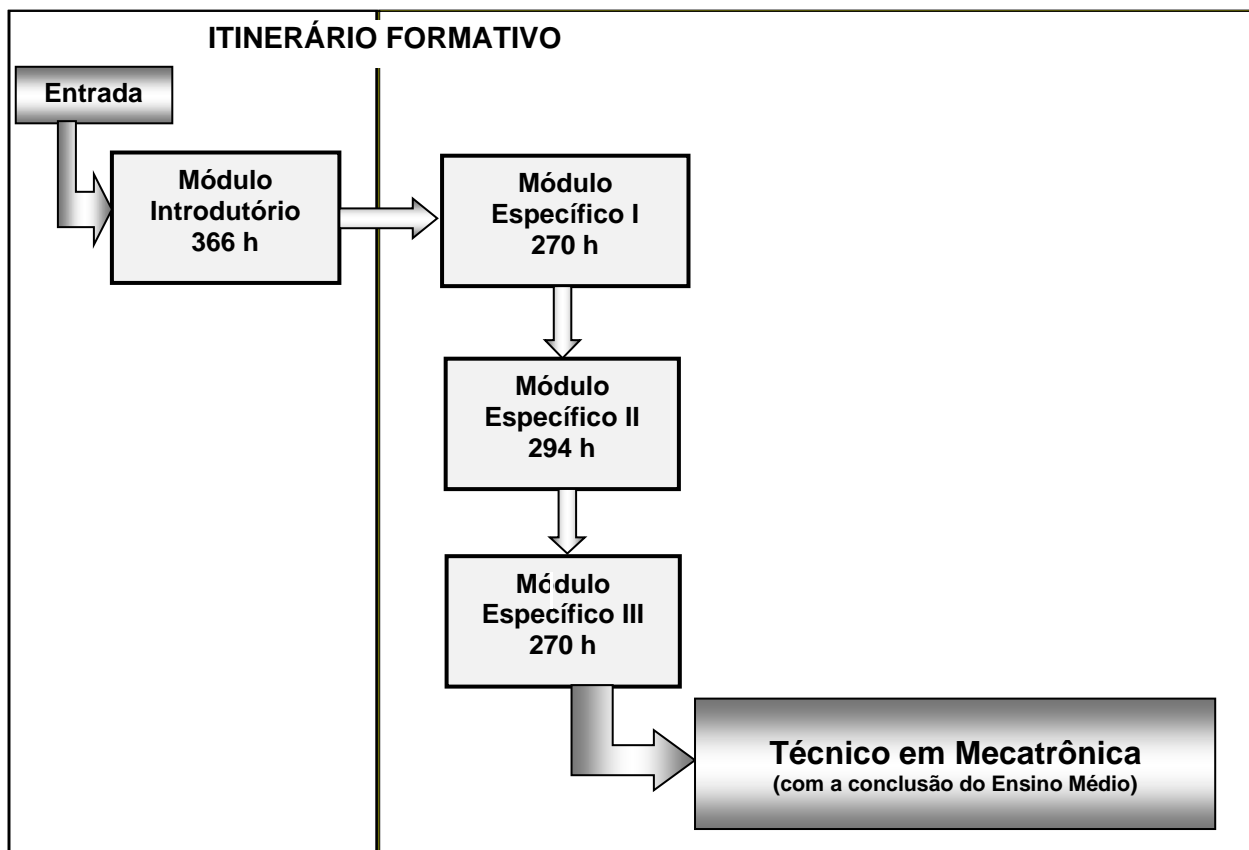 ITINERÁRIO FORMATIVO
Entrada
Módulo
Introdutório
366 h
Módulo
Específico I
270 h
Módulo
Específico II
294 h
Módulo
Específico III
270 h
Técnico em Mecatrônica
(com a conclusão do Ensino Médio)